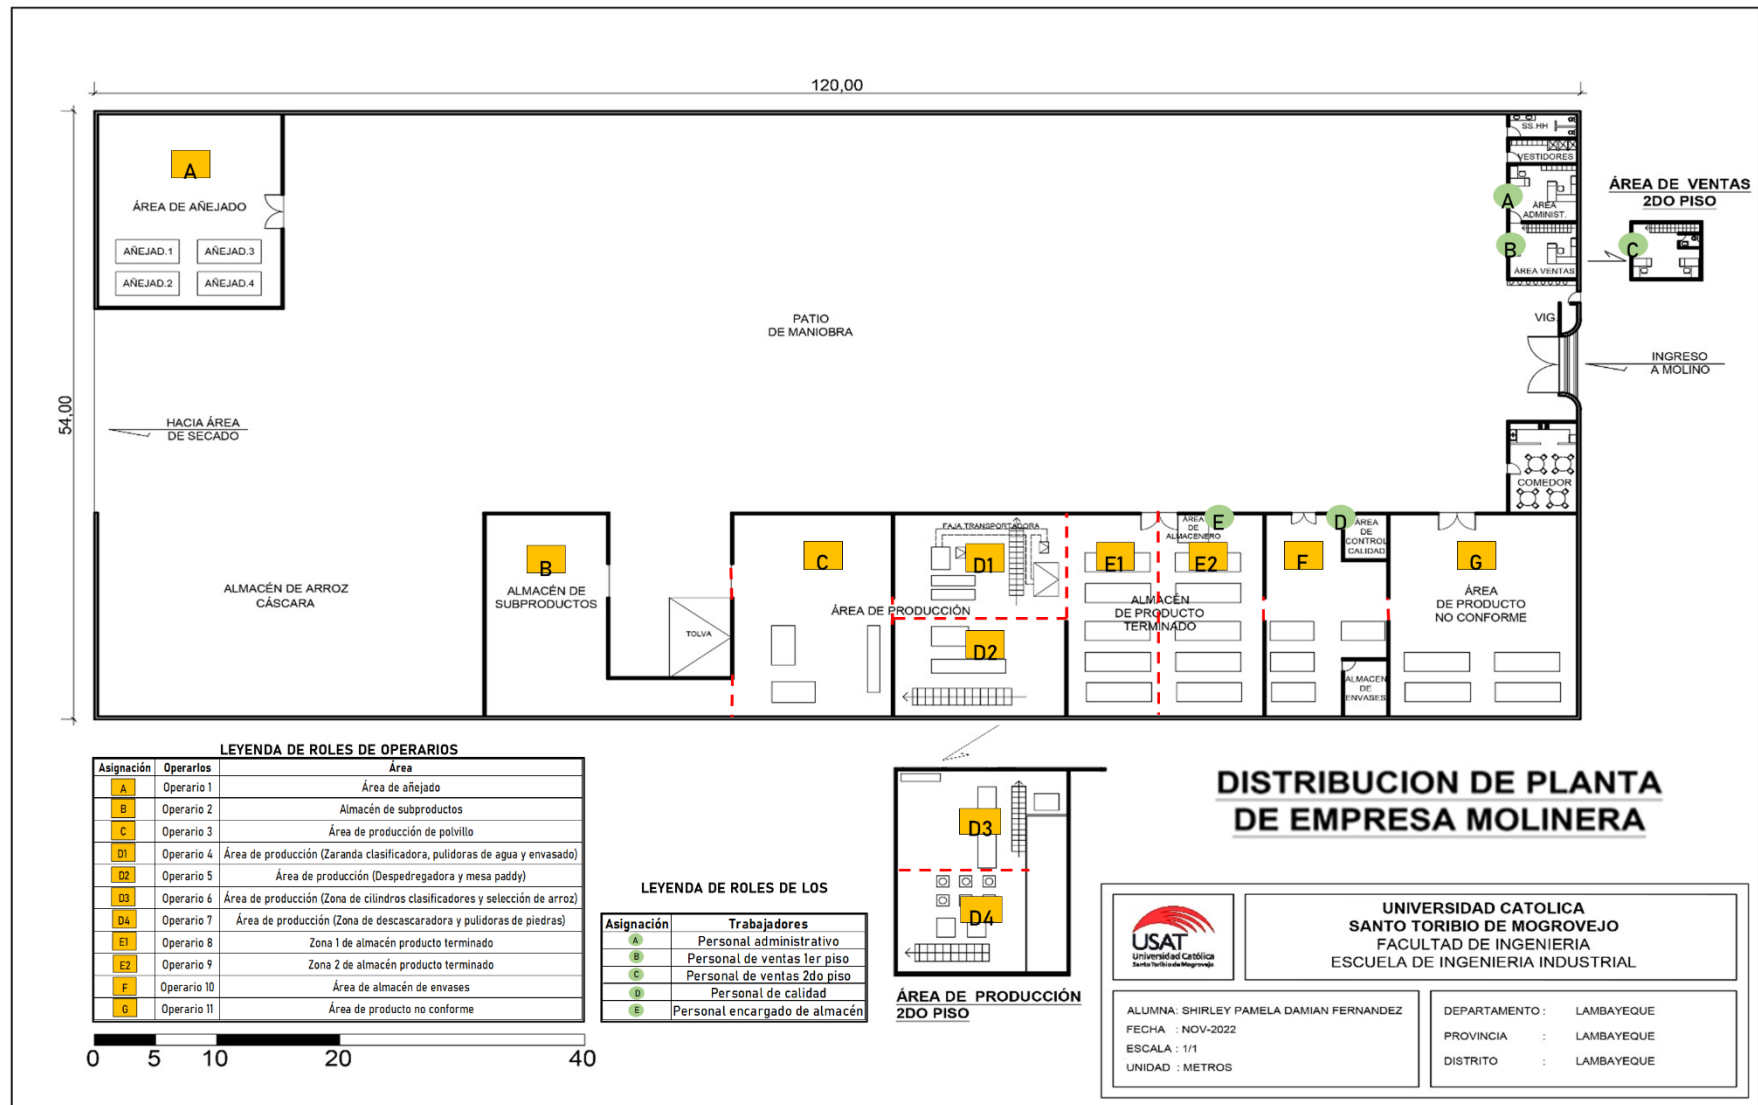 120,00
54,00
A
ÁREA DE AÑEJADO
AÑEJAD.1
AÑEJAD.3
AÑEJAD.2
AÑEJAD.4
PATIO
DE MANIOBRA
HACIA ÁREA
DE SECADO
SS.HH
VESTIDORES
A
ÁREA
ADMINIST.
B
ÁREA VENTAS
ÁREA DE VENTAS
2DO PISO
C
VIG.
INGRESO
A MOLINO
COMEDOR
ALMACÉN DE ARROZ
CÁSCARA
B
ALMACÉN DE
SUBPRODUCTOS
TOLVA
C
ÁREA DE PRODUCCIÓN
FAJA TRANSPORTADORA
D1
D2
E1
E2
ALMACÉN
DE PRODUCTO
TERMINADO
ÁREA
DE
ALMACENERO
E
F
D
ÁREA
DE
CONTROL
CALIDAD
ALMACEN
DE
ENVASES
G
ÁREA
DE PRODUCTO
NO CONFORME
LEYENDA DE ROLES DE OPERARIOS
Asignación Operarios Área
A Operario 1 Área de añejado
B Operario 2 Almacén de subproductos
C Operario 3 Área de producción de polvillo
D1 Operario 4 Área de producción (Zaranda clasificadora, pulidoras de agua y envasado)
D2 Operario 5 Área de producción (Despedregadora y mesa paddy)
D3 Operario 6 Área de producción (Zona de cilindros clasificadores y selección de arroz)
D4 Operario 7 Área de producción (Zona de descascaradora y pulidoras de piedras)
E1 Operario 8 Zona 1 de almacén producto terminado
E2 Operario 9 Zona 2 de almacén producto terminado
F Operario 10 Área de almacén de envases
G Operario 11 Área de producto no conforme
0 5 10 20 40
LEYENDA DE ROLES DE LOS
Asignación Trabajadores
A Personal administrativo
B Personal de ventas 1er piso
C Personal de ventas 2do piso
D Personal de calidad
E Personal encargado de almacén
D3
D4
ÁREA DE PRODUCCIÓN
2DO PISO
DISTRIBUCION DE PLANTA
DE EMPRESA MOLINERA
USAT
Universidad Católica
Santo Toribio de Mogrovejo
UNIVERSIDAD CATOLICA
SANTO TORIBIO DE MOGROVEJO
FACULTAD DE INGENIERIA
ESCUELA DE INGENIERIA INDUSTRIAL
ALUMNA: SHIRLEY PAMELA DAMIAN FERNANDEZ
FECHA : NOV-2022
ESCALA : 1/1
UNIDAD : METROS
DEPARTAMENTO : LAMBAYEQUE
PROVINCIA : LAMBAYEQUE
DISTRITO : LAMBAYEQUE